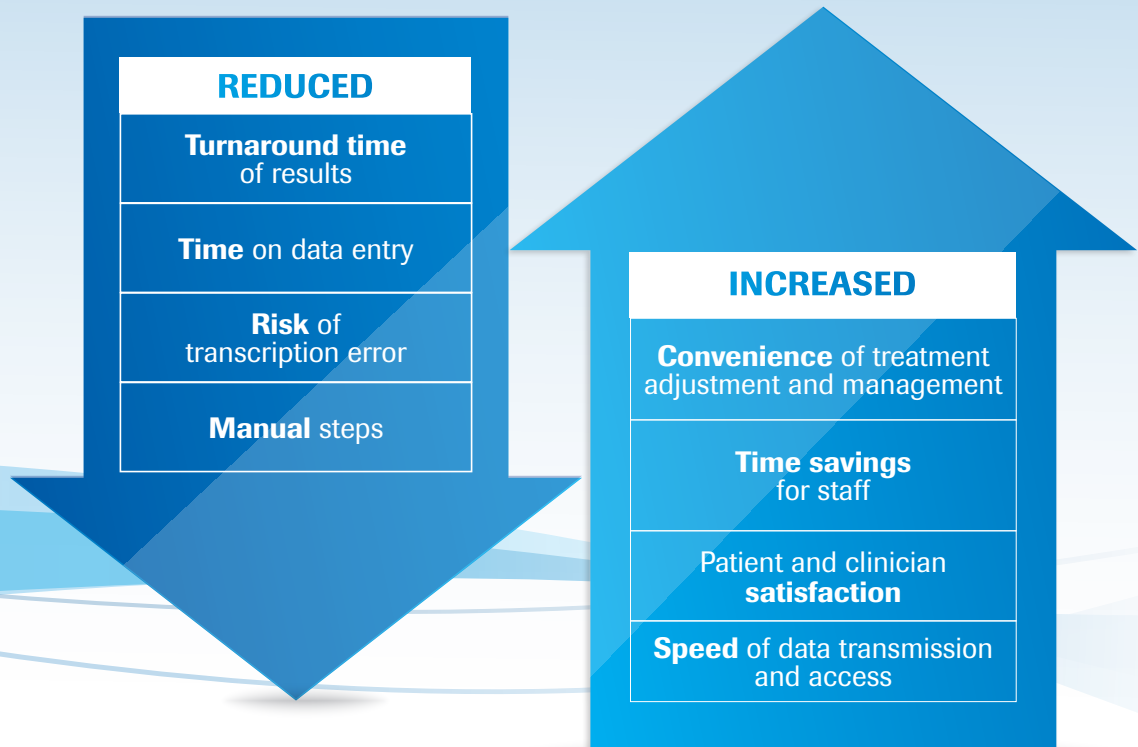 REDUCED
Turnaround time
of results
Time on data entry
Risk of
transcription error
Manual steps
INCREASED
Convenience of treatment
adjustment and management
Time savings
for staff
Patient and clinician
satisfaction
Speed of data transmission
and access